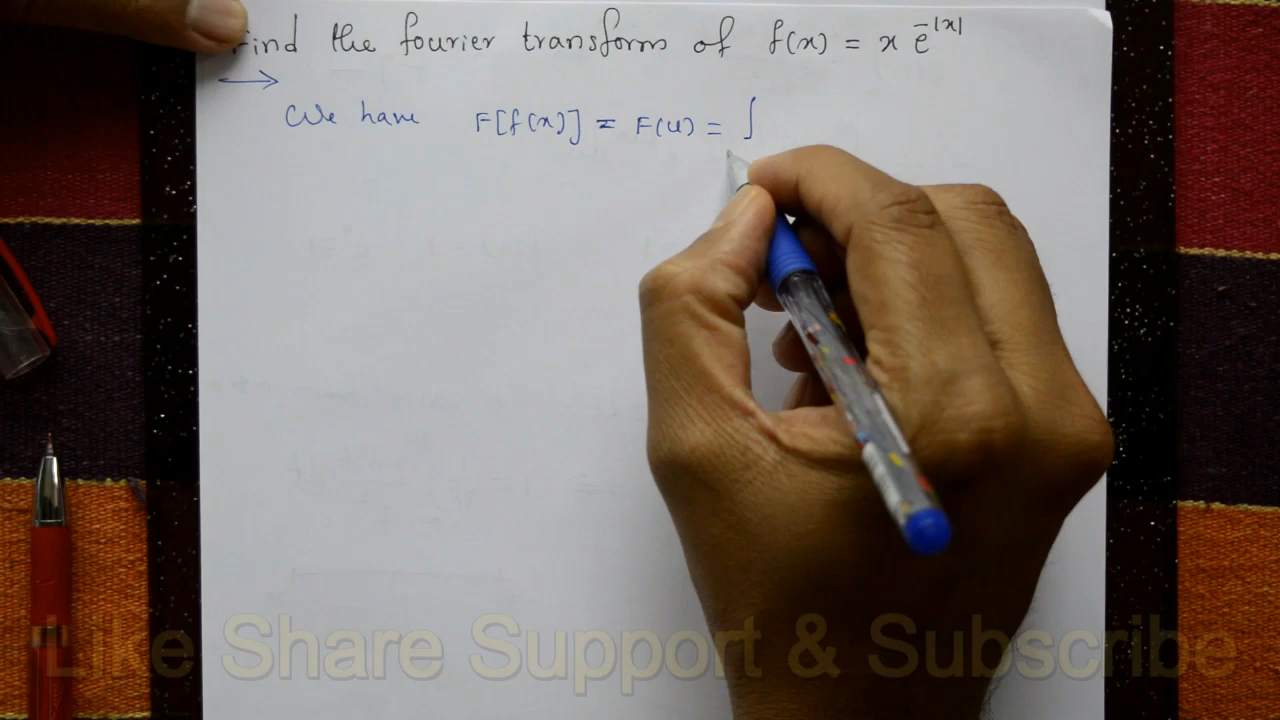 Find the fourier transform of f(x) = x e^{-|x|}
We have F[f(x)] = F(u) = ∫
Like Share Support & Subscribe